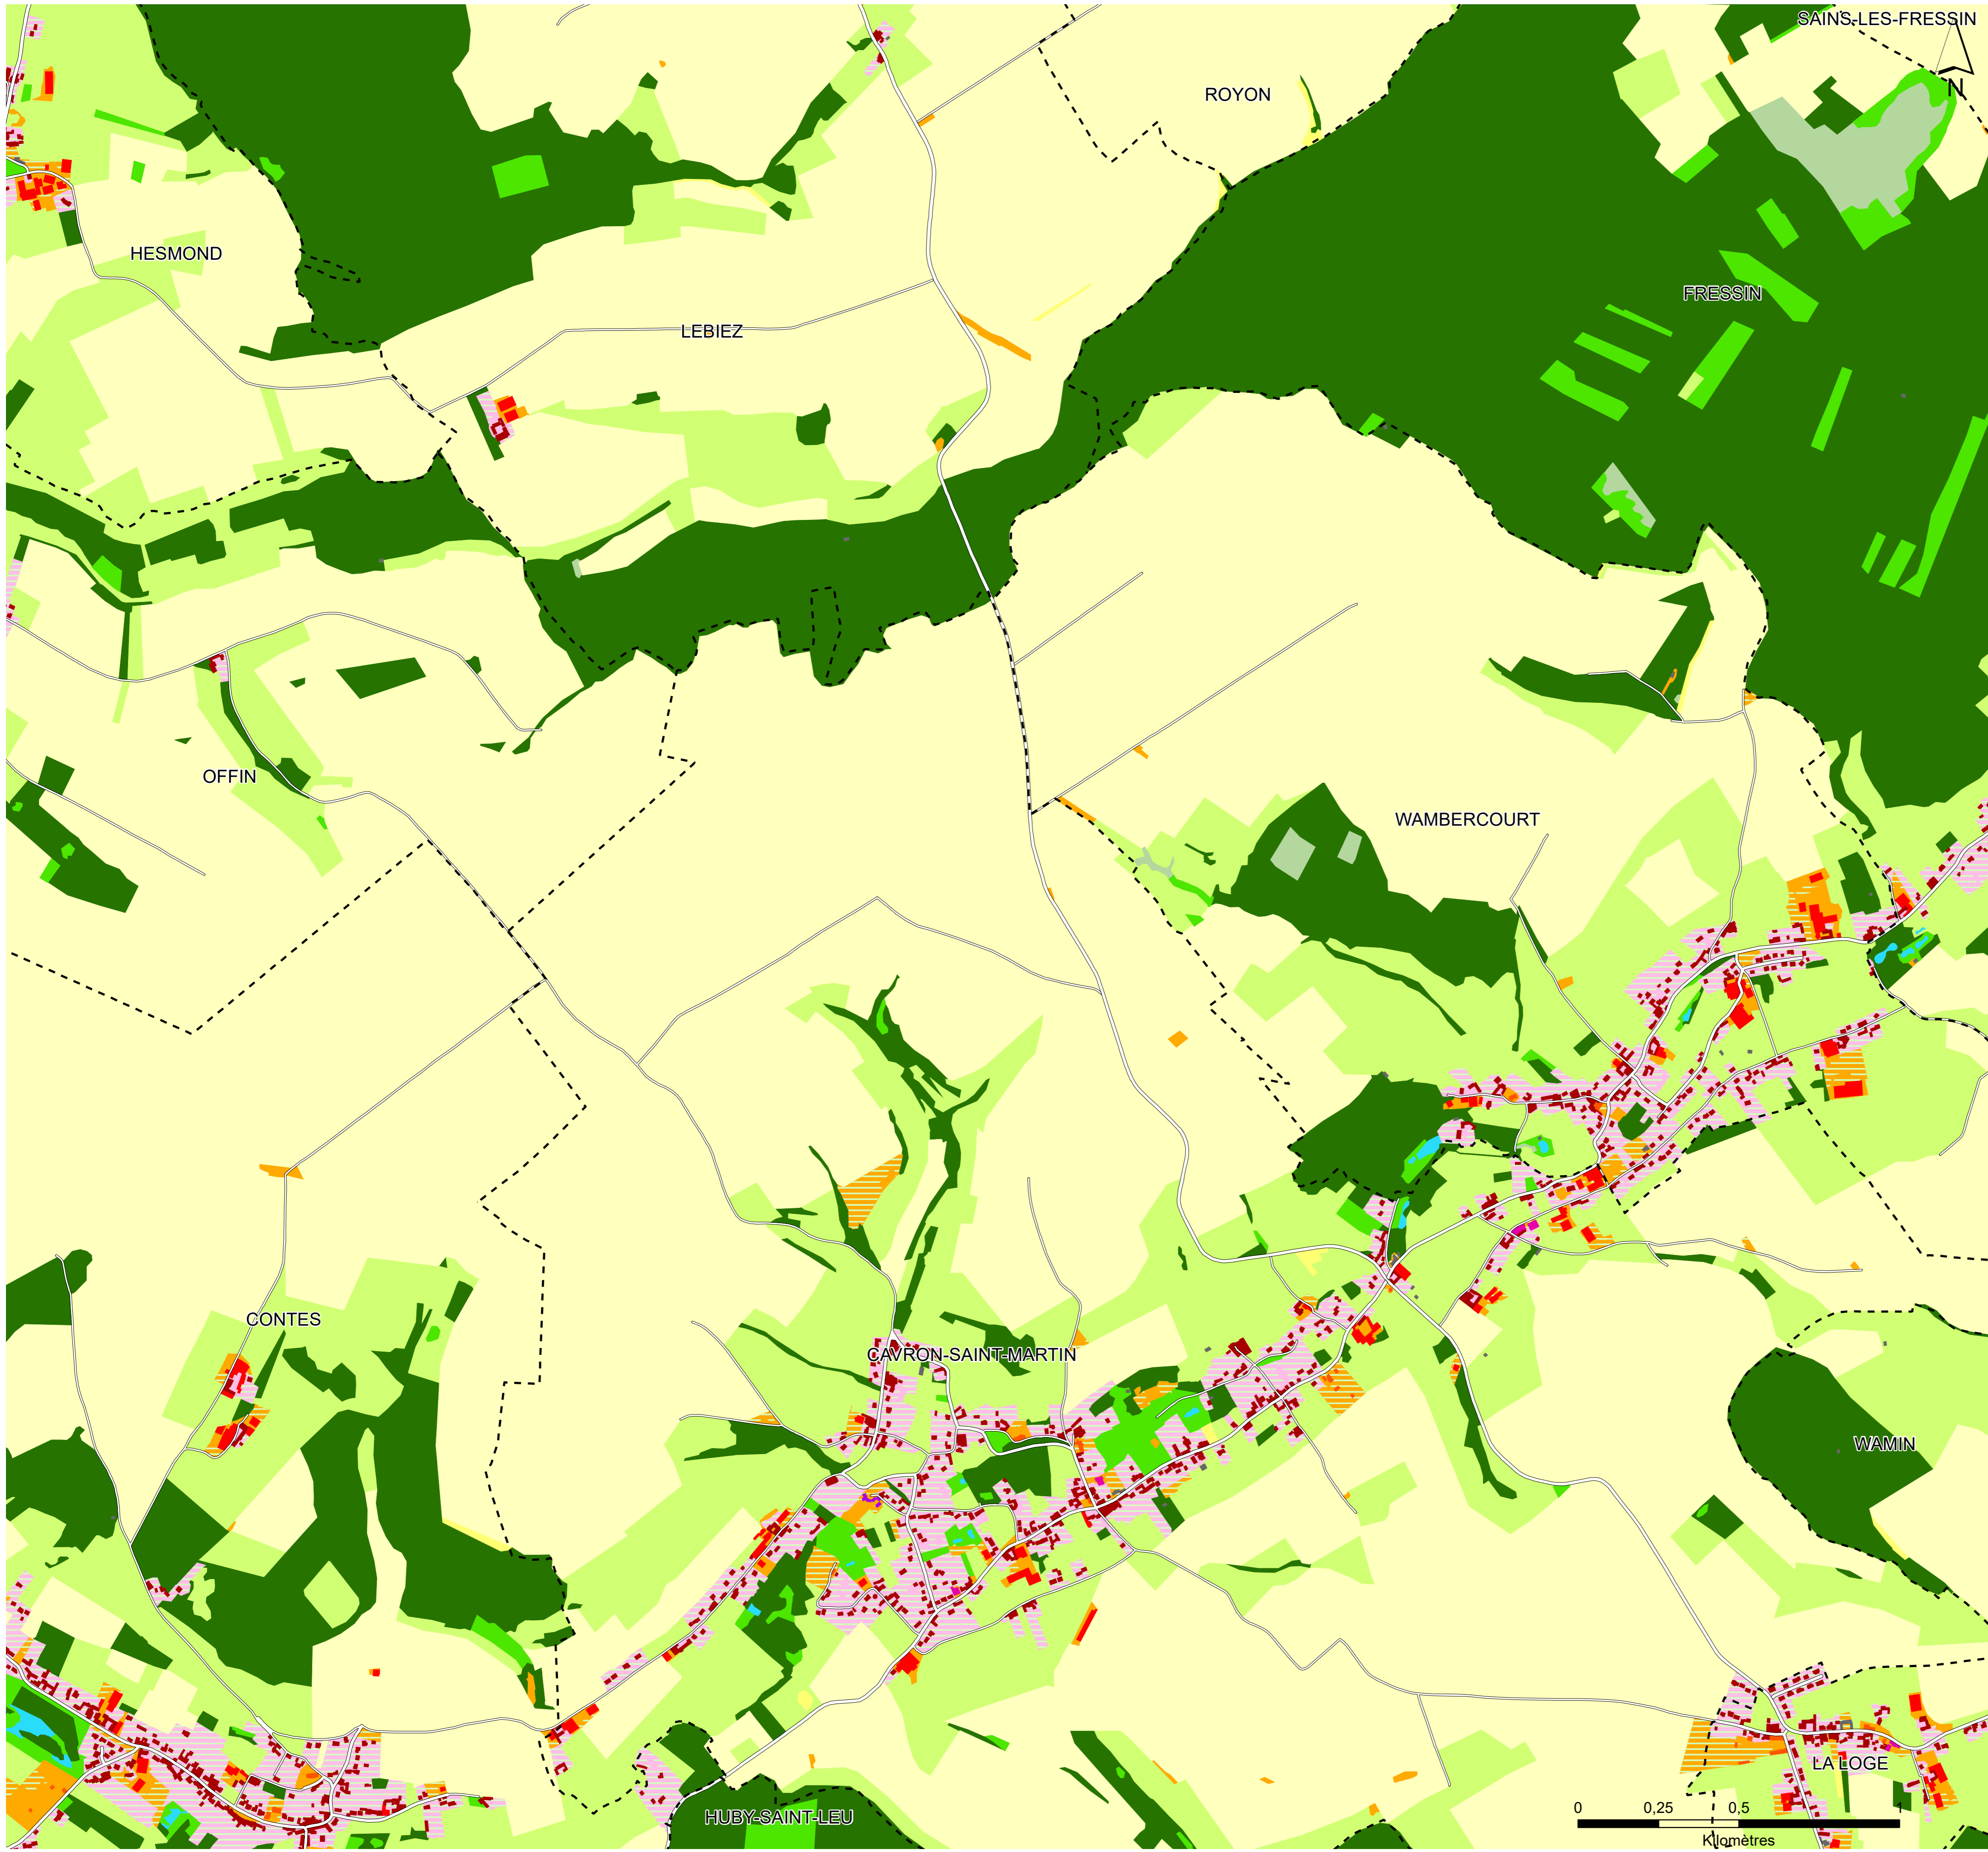 SAINS-LES-FRESSIN
N
ROYON
HESMOND
FRESSIN
LEBIEZ
OFFIN
WAMBERCOURT
CONTES
CAVRON-SAINT-MARTIN
WAMIN
LA LOGE
HUBY-SAINT-LEU
0 0,25 0,5 1
Kilomètres